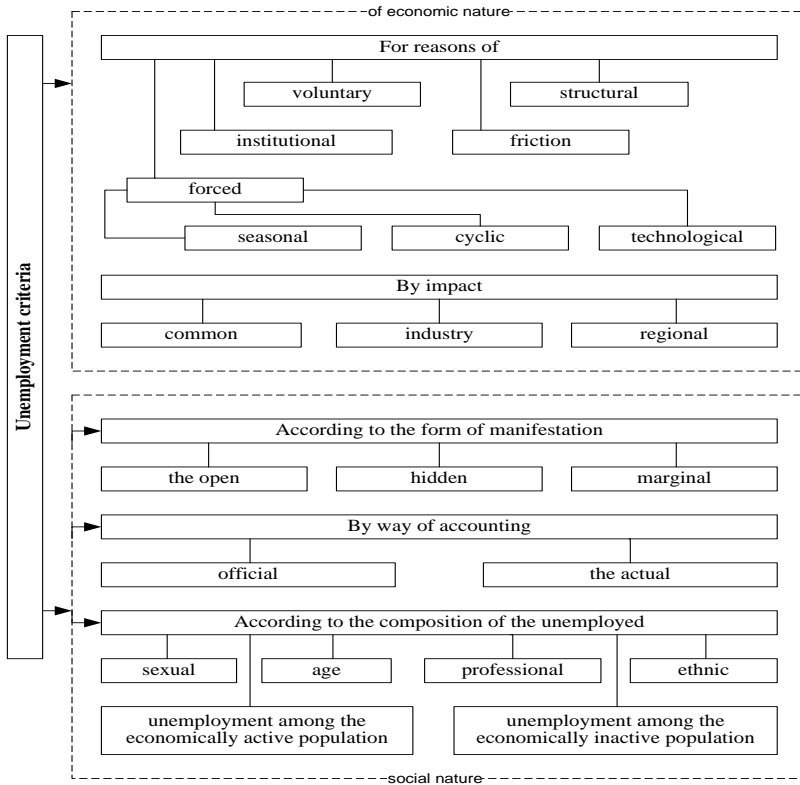 of economic nature
Unemployment criteria
For reasons of
voluntary
structural
institutional
friction
forced
seasonal
cyclic
technological
By impact
common
industry
regional
According to the form of manifestation
the open
hidden
marginal
By way of accounting
official
the actual
According to the composition of the unemployed
sexual
age
professional
ethnic
unemployment among the
economically active population
unemployment among the
economically inactive population
social nature